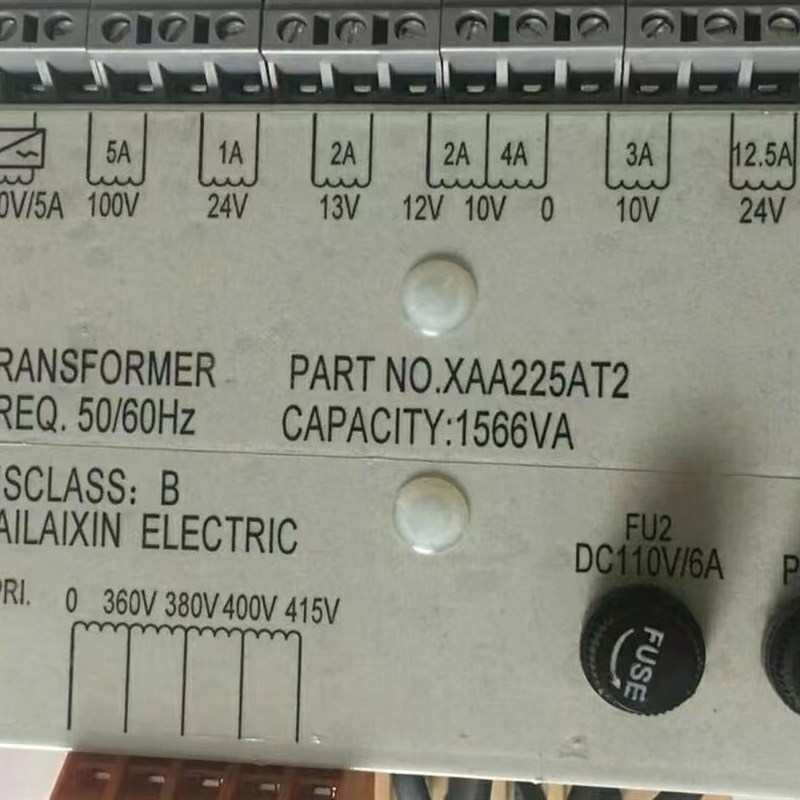 5A 1A 2A 2A 4A 3A 12.5A
0V/5A 100V 24V 13V 12V 10V 0 10V 24V
RANSFORMER PART NO.XAA225AT2
REQ. 50/60Hz CAPACITY:1566VA
SCLASS: B
AILAIXIN ELECTRIC
FU2
DC110V/6A P
PRI. 0 360V 380V 400V 415V
FUSE